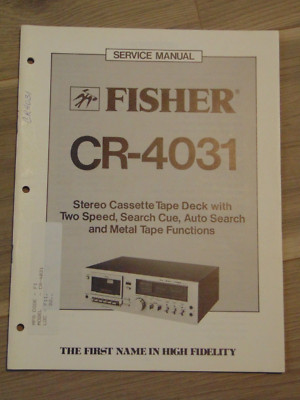 SERVICE MANUAL
FISHER®
CR-4031
Stereo Cassette Tape Deck with
Two Speed, Search Cue, Auto Search
and Metal Tape Functions
THE FIRST NAME IN HIGH FIDELITY